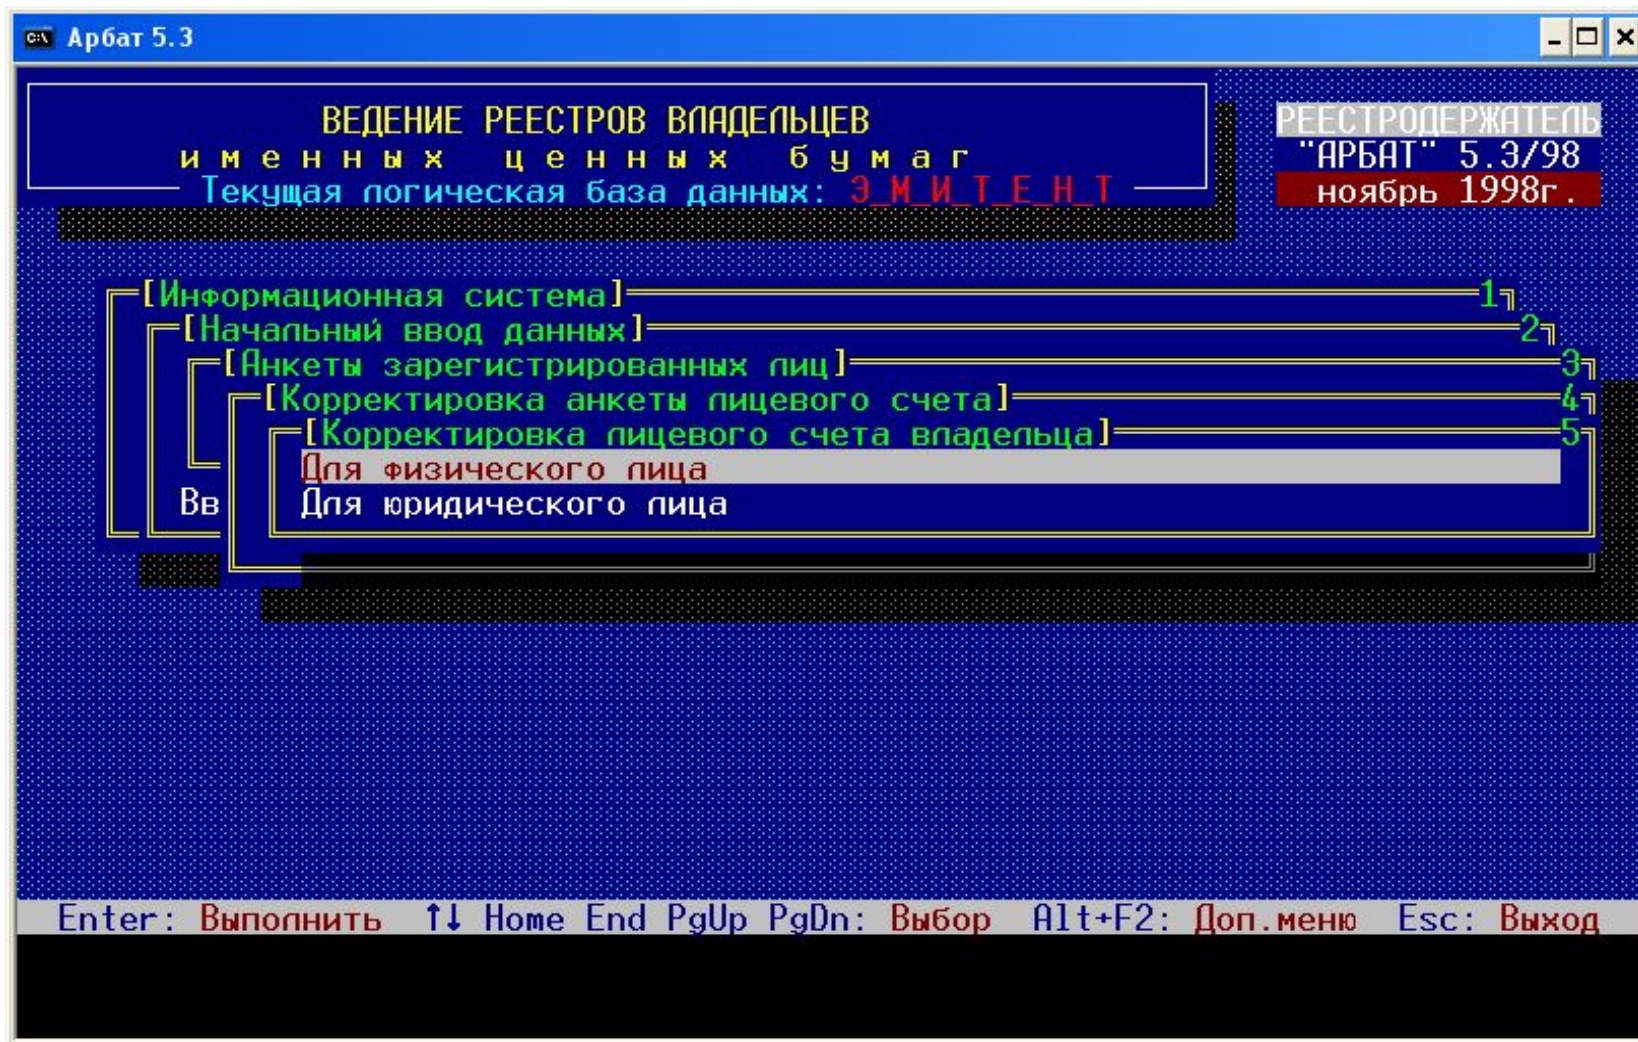 Арбат 5.3
ВЕДЕНИЕ РЕЕСТРОВ ВЛАДЕЛЬЦЕВ
и м е н н ы х ц е н н ы х б у м а г
Текущая логическая база данных: Э_М_И_Т_Е_Н_Т
РЕЕСТРОДЕРЖАТЕЛЬ
"АРБАТ" 5.3/98
ноябрь 1998г.
[Информационная система] 1
[Начальный ввод данных] 2
[Анкеты зарегистрированных лиц] 3
[Корректировка анкеты лицевого счета] 4
[Корректировка лицевого счета владельца] 5
Для физического лица
Вв Для юридического лица
Enter: Выполнить ↑↓ Home End PgUp PgDn: Выбор Alt+F2: Доп.меню Esc: Выход